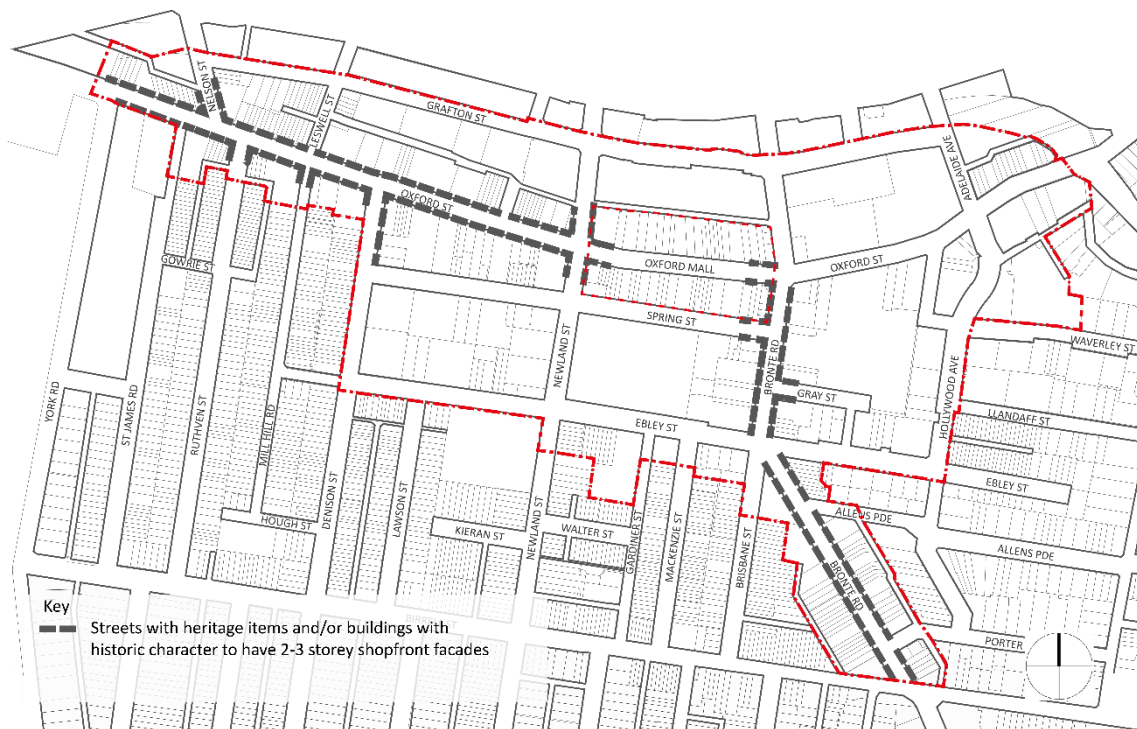 NELSON ST
GRAFTON ST
LESWELL ST
ADELAIDE AVE
OXFORD ST
OXFORD MALL
OXFORD ST
GOWRIE ST
SPRING ST
WAVERLEY ST
NEWLAND ST
BRONTE RD
HOLLYWOOD AVE
GRAY ST
LLANDAFF ST
YORK RD
ST JAMES RD
RUTHVEN ST
MILL HILL RD
EBLEY ST
EBLEY ST
DENISON ST
LAWSON ST
ALLENS PDE
HOUGH ST
KIERAN ST
NEWLAND ST
WALTER ST
GARDINER ST
MACKENZIE ST
BRISBANE ST
ALLENS PDE
BRONTE RD
PORTER
Key
Streets with heritage items and/or buildings with
historic character to have 2-3 storey shopfront facades